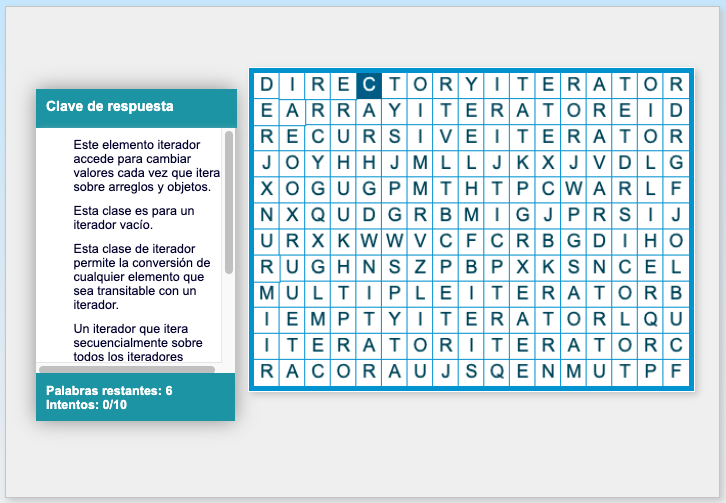 Clave de respuesta
Este elemento iterador
accede para cambiar
valores cada vez que itera
sobre arreglos y objetos.
Esta clase es para un
iterador vacío.
Esta clase de iterador
permite la conversión de
cualquier elemento que
sea transitable con un
iterador.
Un iterador que itera
secuencialmente sobre
todos los iteradores
Palabras restantes: 6
Intentos: 0/10
D I R E C T O R Y I T E R A T O R
E A R R A Y I T E R A T O R E I D
R E C U R S I V E I T E R A T O R
J O Y H H J M L L J K X J V D L G
X O G U G P M T H T P C W A R L F
N X Q U D G R B M I G J P R S I J
U R X K W W V C F C R B G D I H O
R U G H N S Z P B P X K S N C E L
M U L T I P L E I T E R A T O R B
I E M P T Y I T E R A T O R L Q U
I T E R A T O R I T E R A T O R C
R A C O R A U J S Q E N M U T P F